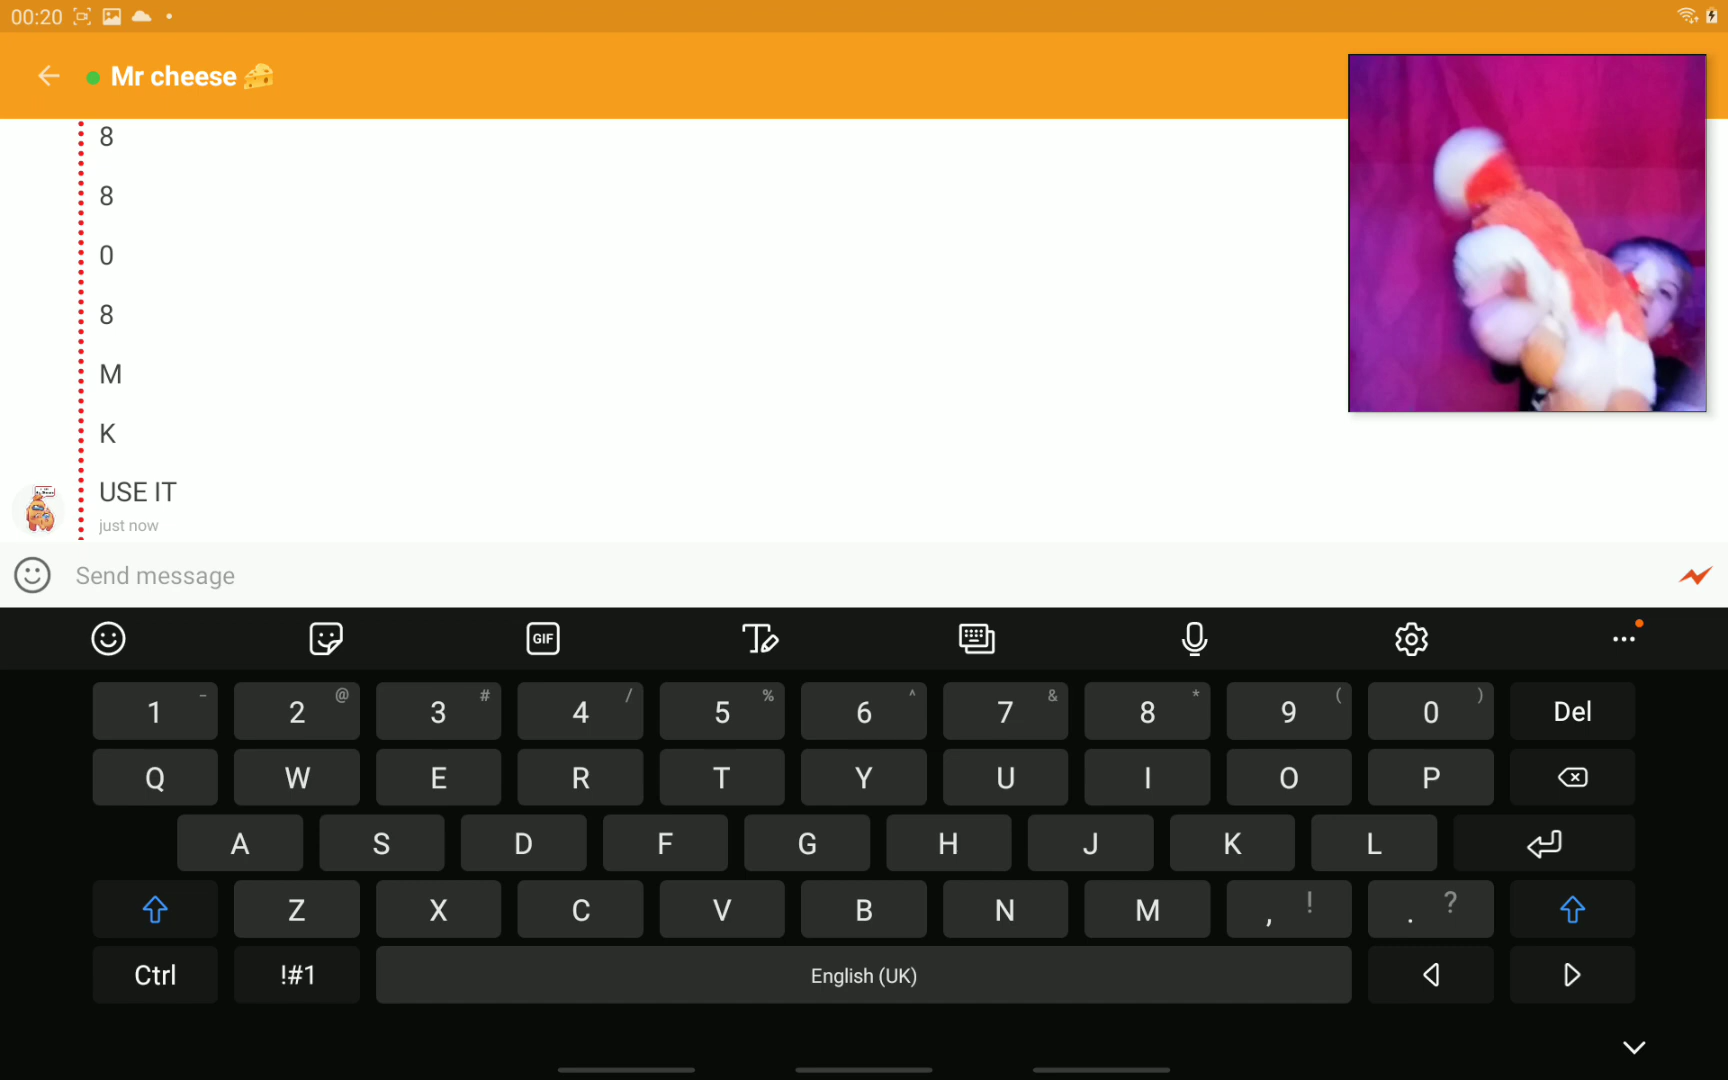 00:20
Mr cheese
8
8
0
8
M
K
USE IT
just now
Send message
GIF
1 - 2 @ 3 # 4 / 5 % 6 ^ 7 & 8 * 9 ( 0 ) Del
Q W E R T Y U I O P
A S D F G H J K L
Z X C V B N M , ! . ?
Ctrl !#1 English (UK)